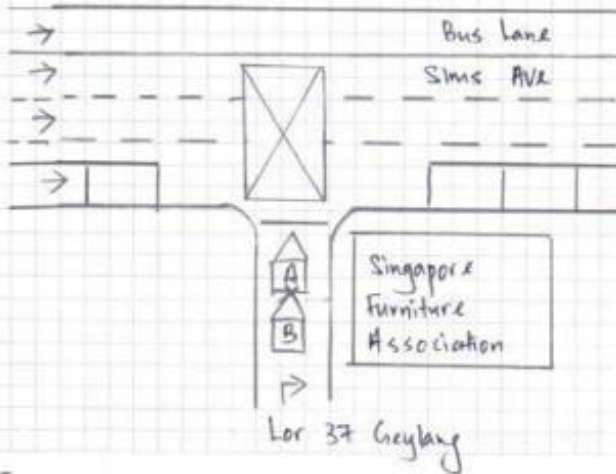 Bus Lane
Sims Ave
A
B
Singapore
Furniture
Association
Lor 37 Geylang